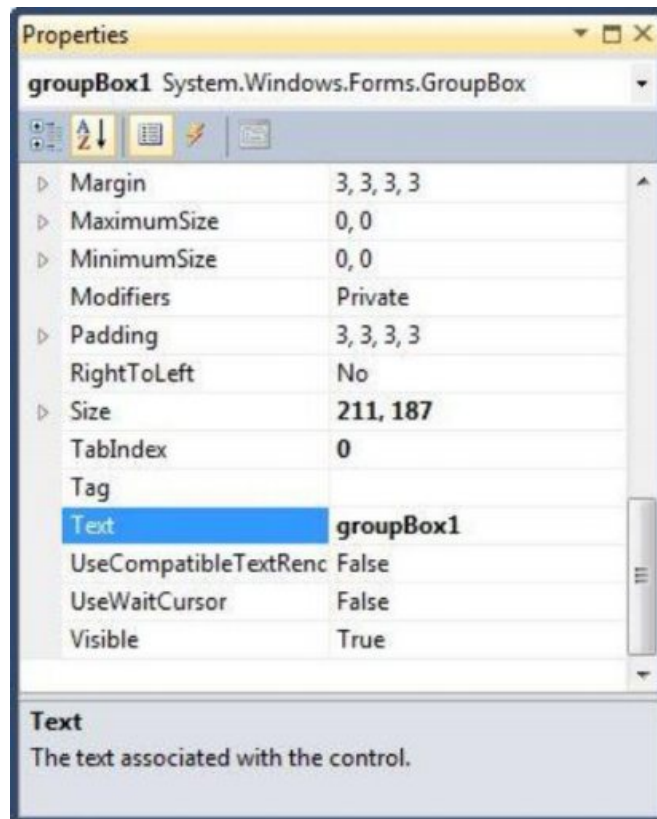 Properties
groupBox1 System.Windows.Forms.GroupBox
A
Z
Margin 3, 3, 3, 3
MaximumSize 0, 0
MinimumSize 0, 0
Modifiers Private
Padding 3, 3, 3, 3
RightToLeft No
Size 211, 187
TabIndex 0
Tag
Text groupBox1
UseCompatibleTextRenc False
UseWaitCursor False
Visible True
Text
The text associated with the control.